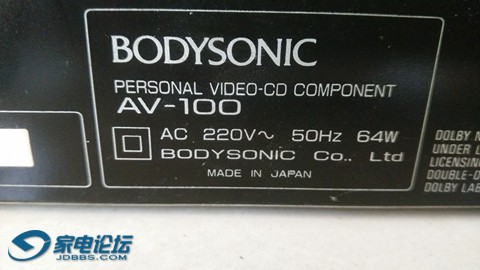 BODYSONIC
PERSONAL VIDEO-CD COMPONENT
AV-100
AC 220V~ 50Hz 64W
BODYSONIC Co., Ltd
MADE IN JAPAN
DOLBY
UNDER
LICENSING
DOUBLE-D
DOLBY LAB
家电论坛
JDBBS.COM